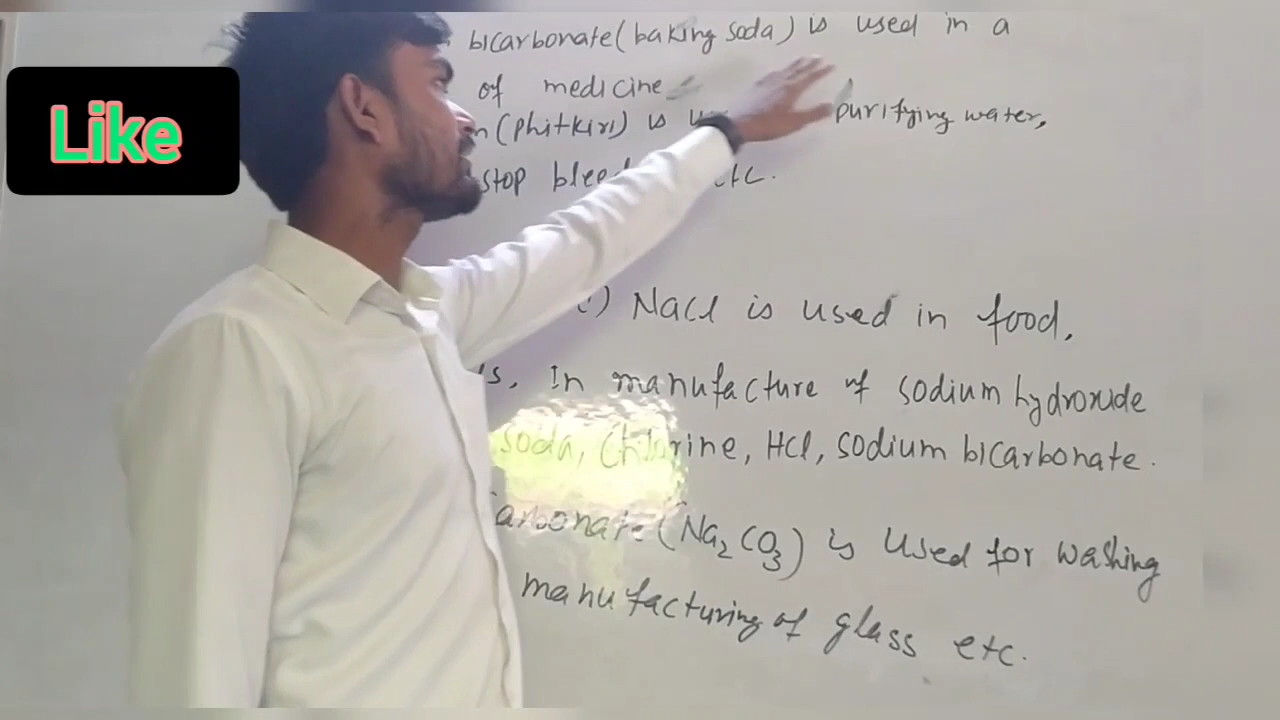 Like
bicarbonate (baking soda) is used in a
of medicine
(phitkiri) is purifying water,
stop etc.
NaCl is used in food,
In manufacture of sodium hydroxide
soda, Chlorine, HCl, sodium bicarbonate.
arbonate (Na2CO3) is used for washing
manufacturing of glass etc.